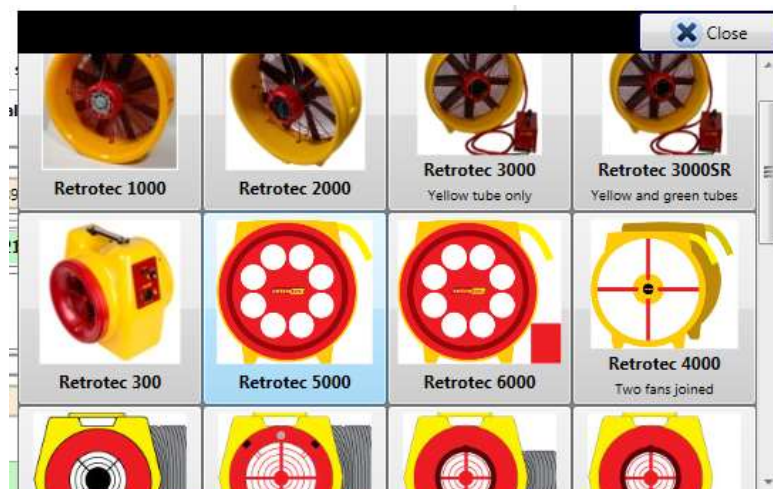 Close
Retrotec 1000
Retrotec 2000
Retrotec 3000
Yellow tube only
Retrotec 3000SR
Yellow and green tubes
Retrotec 300
Retrotec 5000
Retrotec 6000
Retrotec 4000
Two fans joined